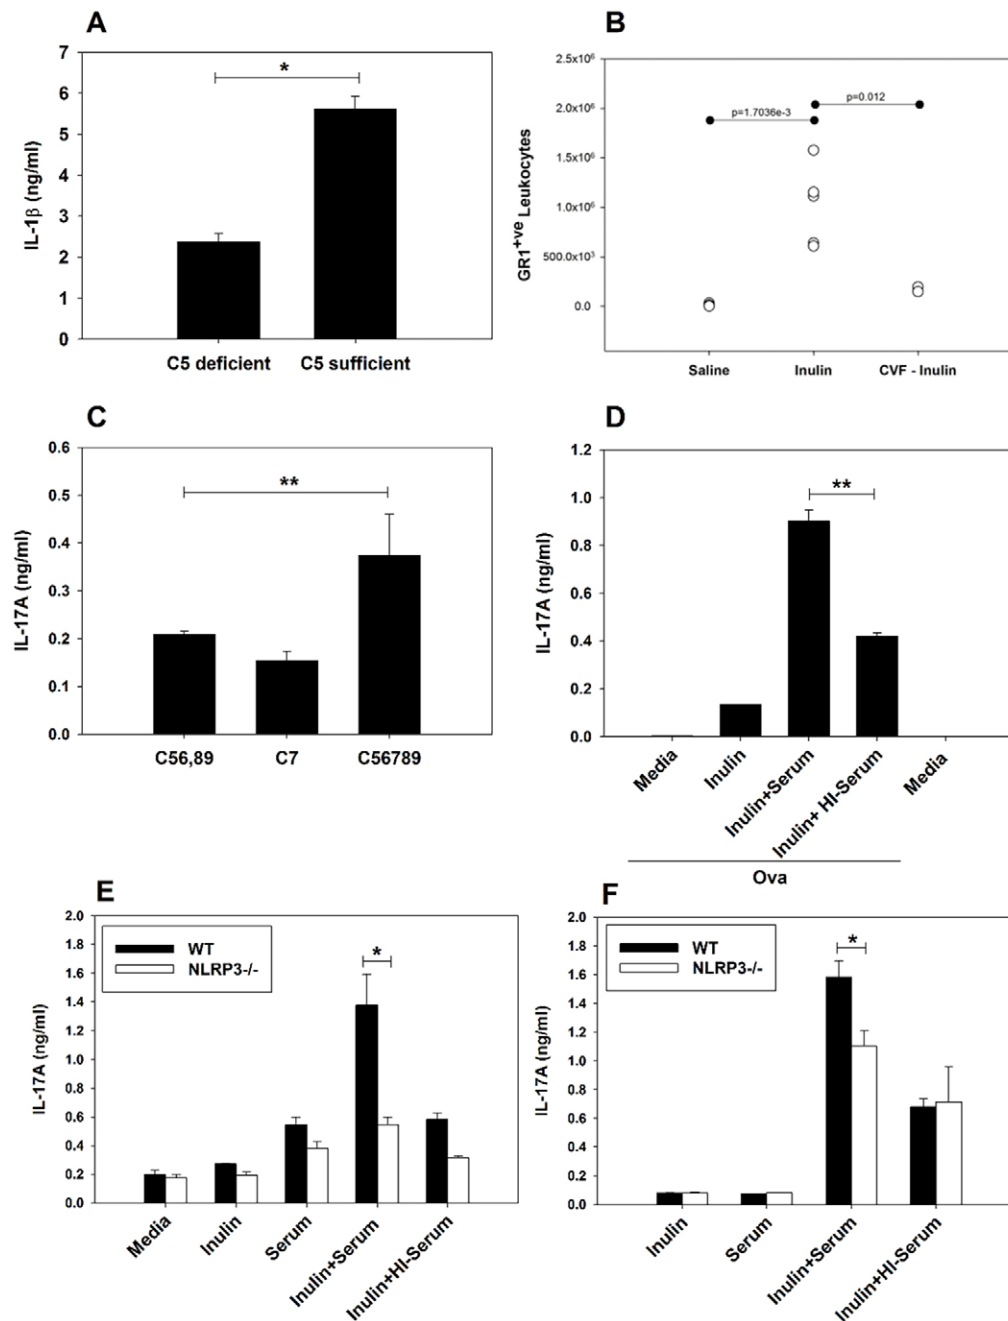 A
7
6
5
4
3
2
1
0
IL-1β (ng/ml)
*
C5 deficient
C5 sufficient
B
2.5x10⁶
2.0x10⁶
1.5x10⁶
1.0x10⁶
500.0x10³
0.0
GR1⁺ᵛᵉ Leukocytes
p=1.7036e-3
p=0.012
Saline
Inulin
CVF - Inulin
C
0.6
0.5
0.4
0.3
0.2
0.1
0.0
IL-17A (ng/ml)
**
C56,89
C7
C56789
D
1.2
1.0
0.8
0.6
0.4
0.2
0.0
IL-17A (ng/ml)
**
Media
Inulin
Inulin+Serum
Inulin+ HI-Serum
Media
Ova
E
2.0
1.8
1.6
1.4
1.2
1.0
0.8
0.6
0.4
0.2
0.0
IL-17A (ng/ml)
WT
NLRP3-/-
*
Media
Inulin
Serum
Inulin+Serum
Inulin+HI-Serum
F
2.0
1.8
1.6
1.4
1.2
1.0
0.8
0.6
0.4
0.2
0.0
IL-17A (ng/ml)
WT
NLRP3-/-
*
Inulin
Serum
Inulin+Serum
Inulin+HI-Serum